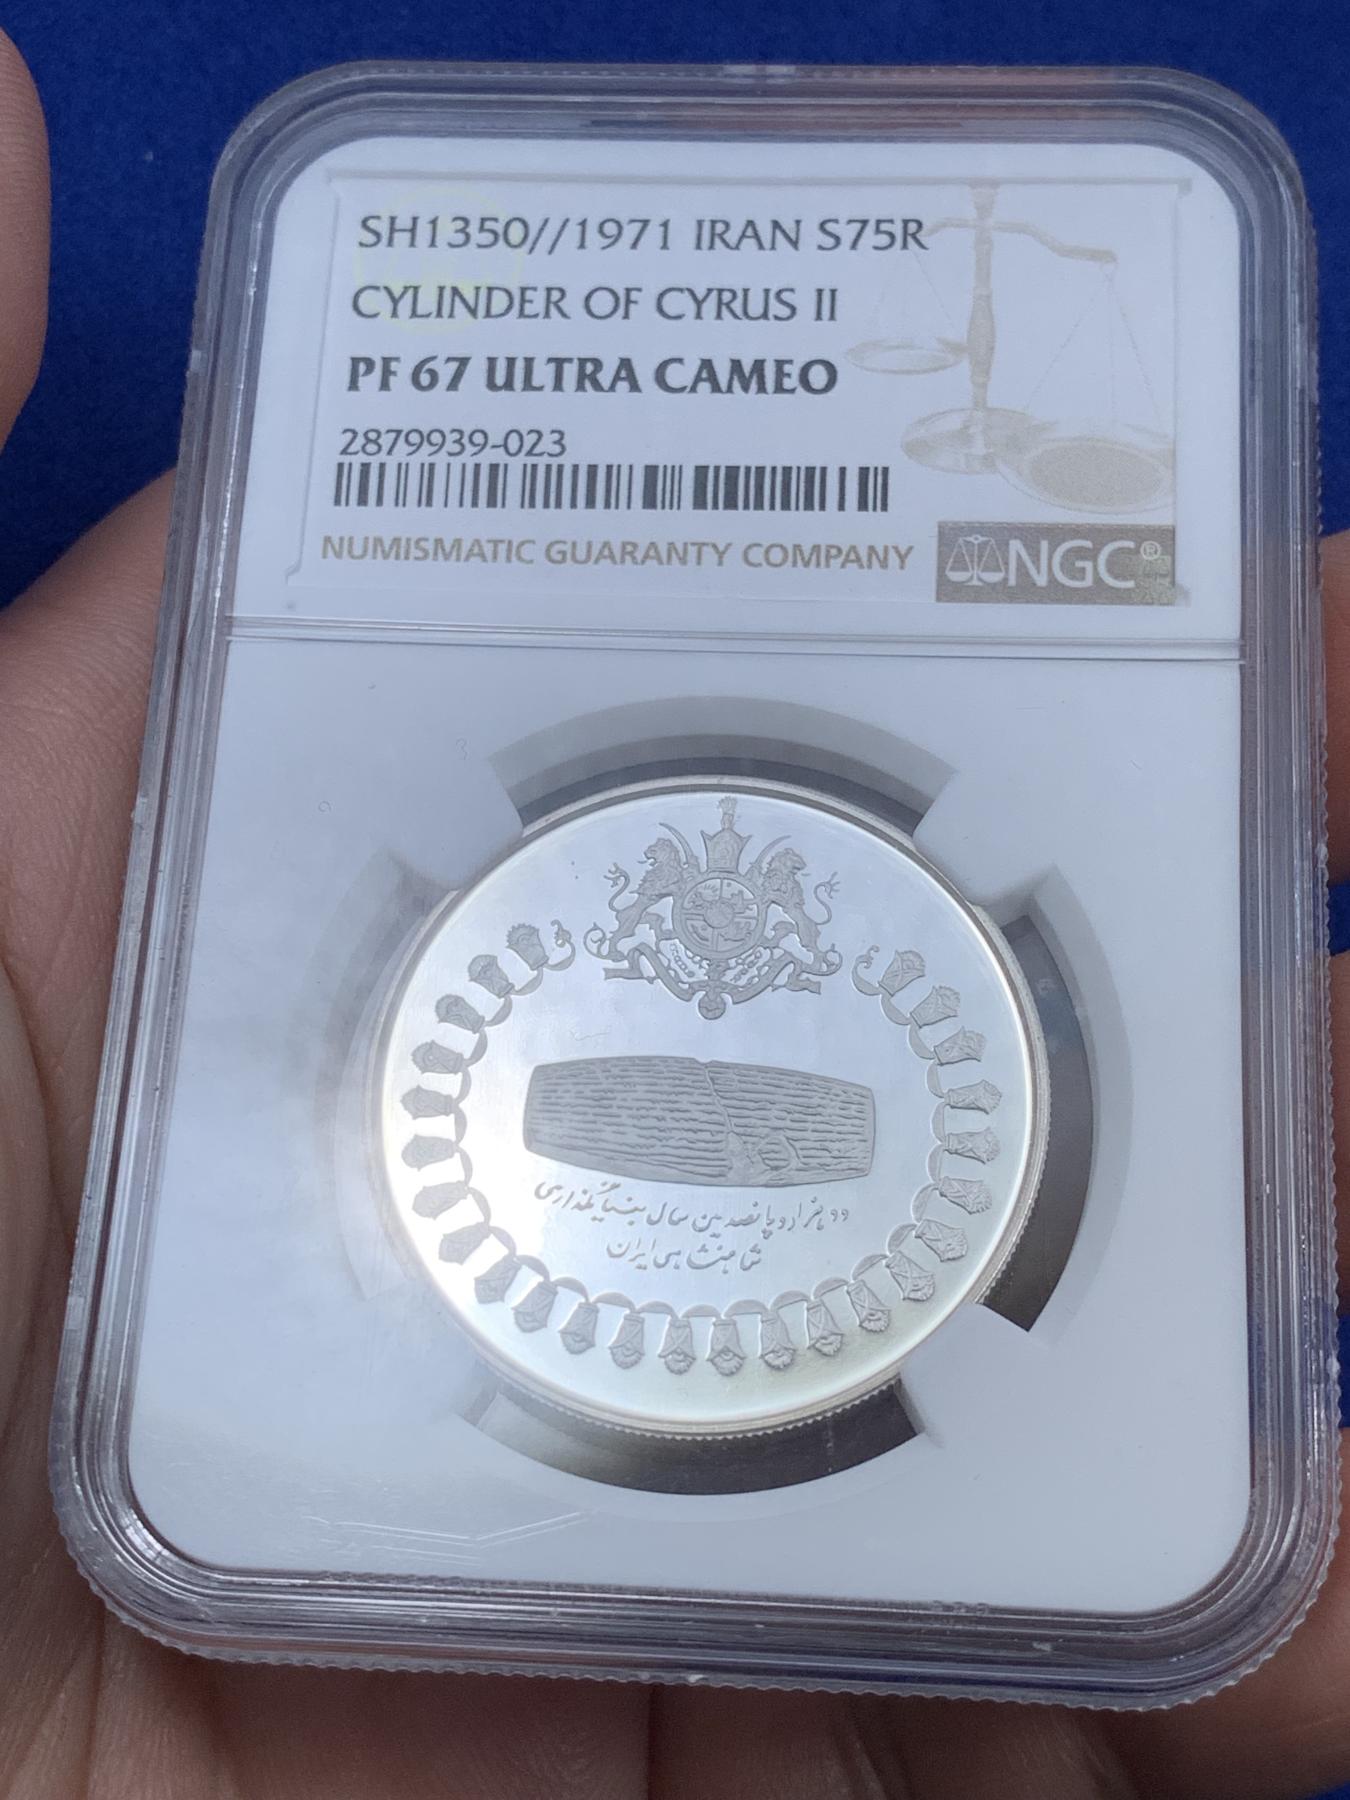 SH1350//1971 IRAN S75R
CYLINDER OF CYRUS II
PF 67 ULTRA CAMEO
2879939-023
NUMISMATIC GUARANTY COMPANY
NGC®
دو هزار و پانصدمین سال بنیانگذاری
شاهنشاهی ایران